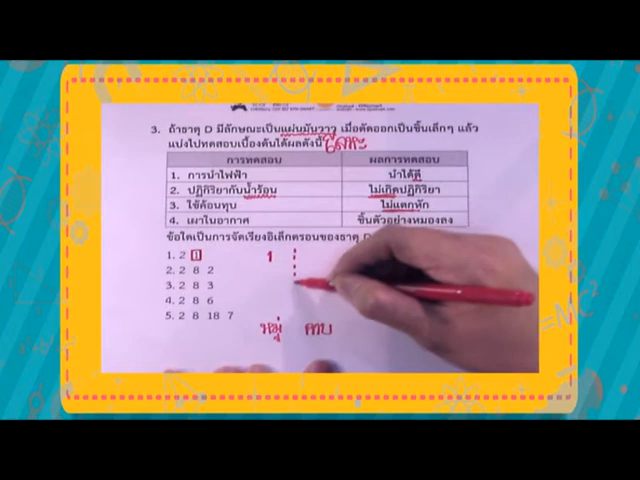 3. ถ้าธาตุ D มีลักษณะเป็นแผ่นมันวาว เมื่อตัดออกเป็นชิ้นเล็กๆ แล้ว
แบ่งไปทดสอบเบื้องต้นได้ผลดังนี้ โลหะ
การทดสอบ ผลการทดสอบ
1. การนำไฟฟ้า นำได้ดี
2. ปฏิกิริยากับน้ำร้อน ไม่เกิดปฏิกิริยา
3. ใช้ค้อนทุบ ไม่แตกหัก
4. เผาในอากาศ ชิ้นตัวอย่างหมองลง
ข้อใดเป็นการจัดเรียงอิเล็กตรอนของธาตุ D
1. 2 1 1
2. 2 8 2
3. 2 8 3
4. 2 8 6
5. 2 8 18 7
หมู่ คาบ
=MC²